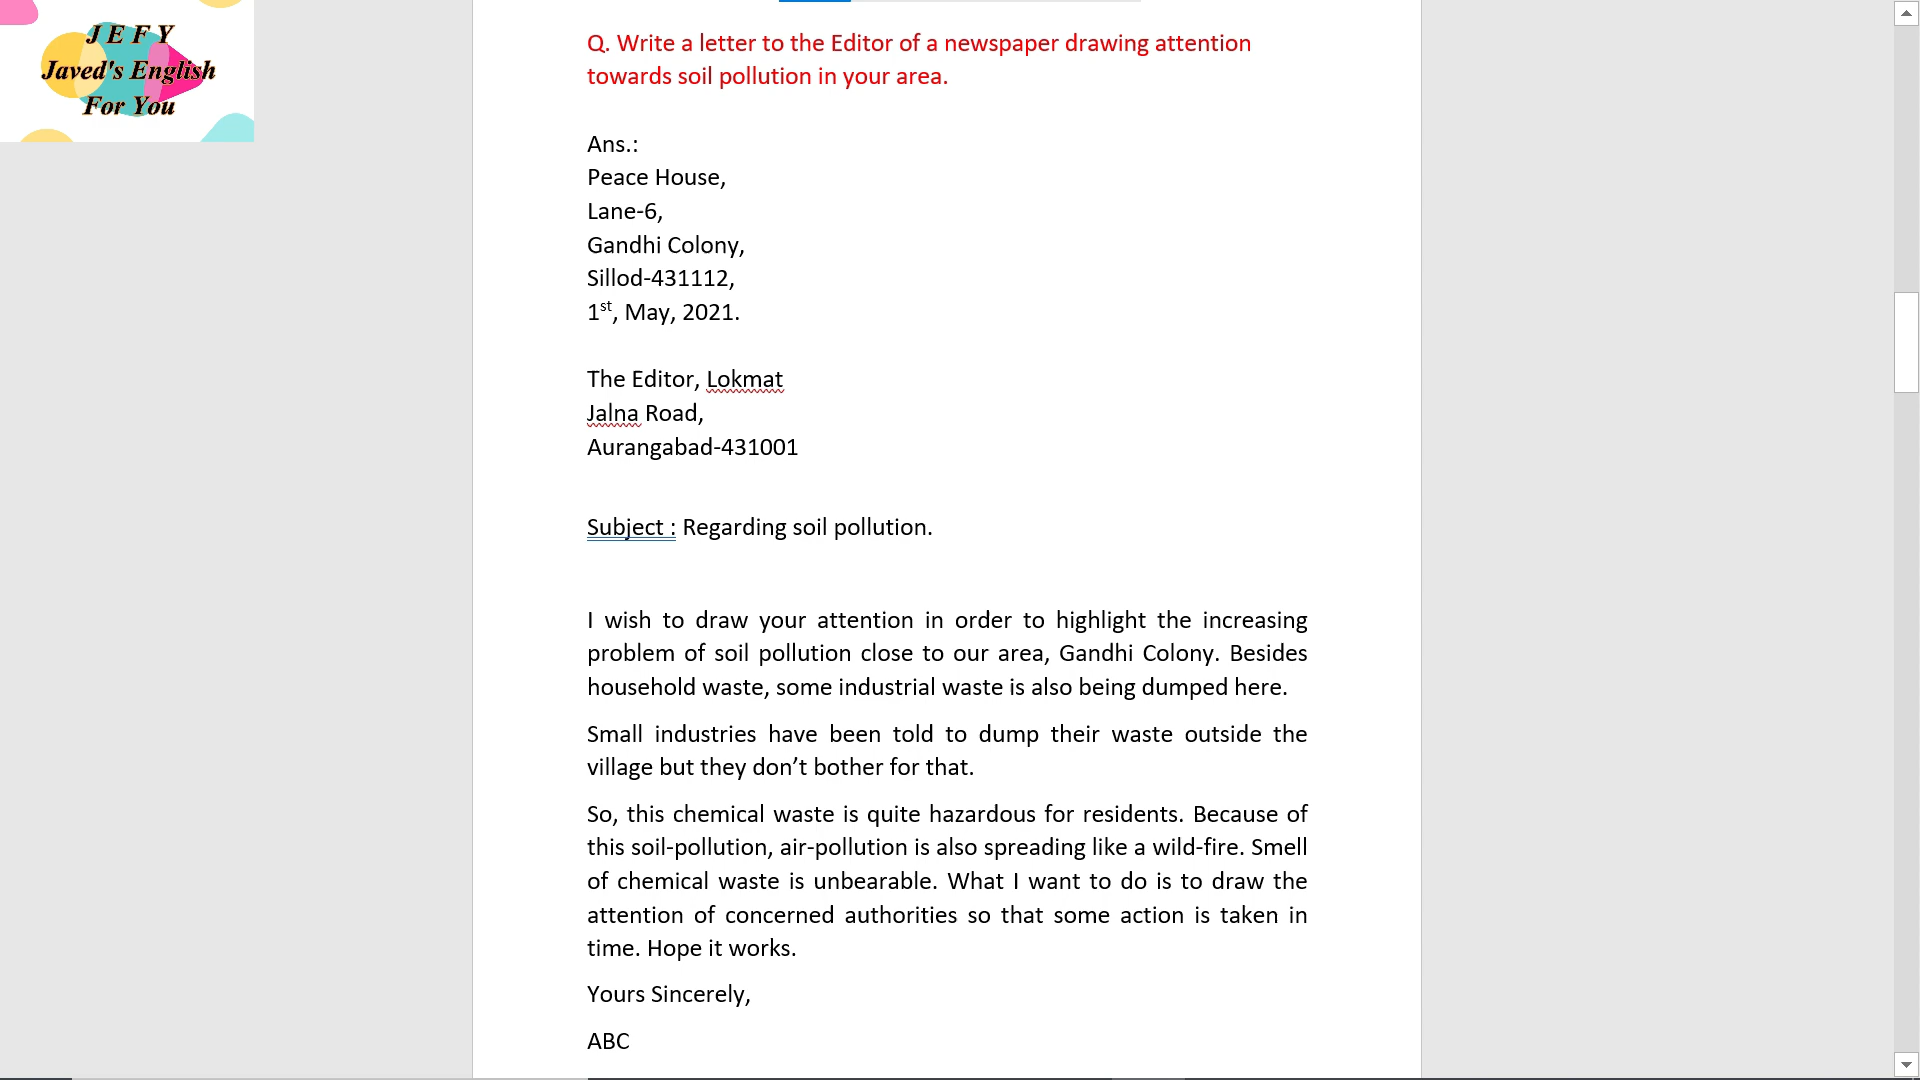 J E F Y
Javed's English
For You
Q. Write a letter to the Editor of a newspaper drawing attention
towards soil pollution in your area.
Ans.:
Peace House,
Lane-6,
Gandhi Colony,
Sillod-431112,
1st, May, 2021.
The Editor, Lokmat
Jalna Road,
Aurangabad-431001
Subject : Regarding soil pollution.
I wish to draw your attention in order to highlight the increasing
problem of soil pollution close to our area, Gandhi Colony. Besides
household waste, some industrial waste is also being dumped here.
Small industries have been told to dump their waste outside the
village but they don’t bother for that.
So, this chemical waste is quite hazardous for residents. Because of
this soil-pollution, air-pollution is also spreading like a wild-fire. Smell
of chemical waste is unbearable. What I want to do is to draw the
attention of concerned authorities so that some action is taken in
time. Hope it works.
Yours Sincerely,
ABC